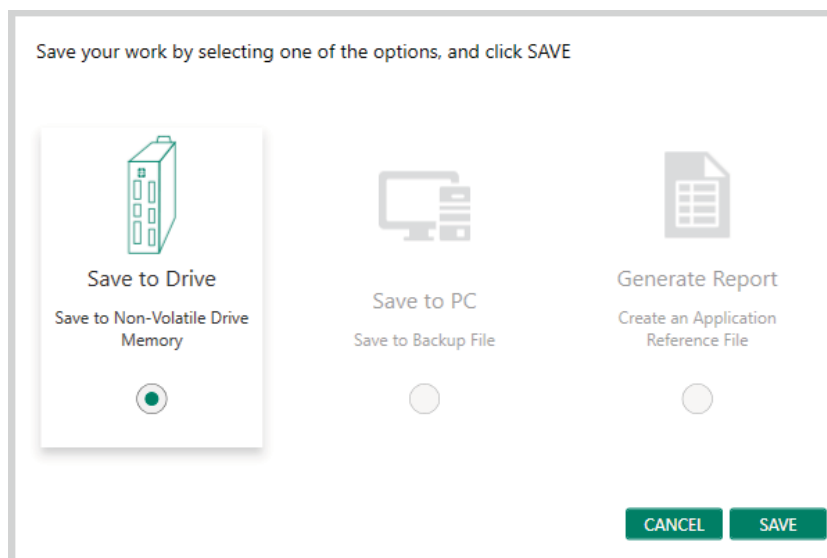 Save your work by selecting one of the options, and click SAVE
Save to Drive
Save to Non-Volatile Drive
Memory
Save to PC
Save to Backup File
Generate Report
Create an Application
Reference File
CANCEL
SAVE